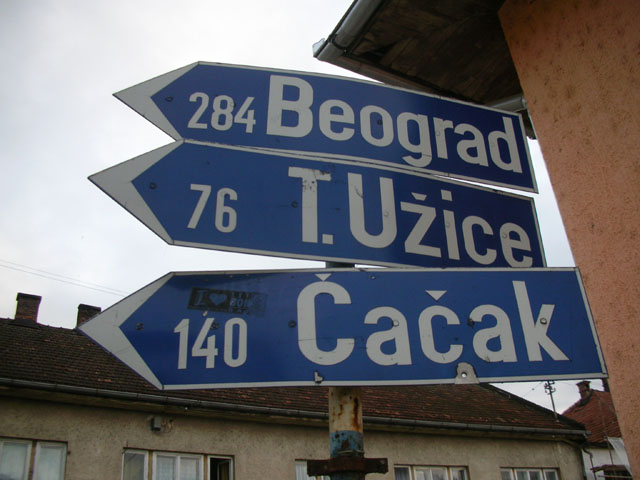 284 Beograd
76 T. Užice
140 Čačak